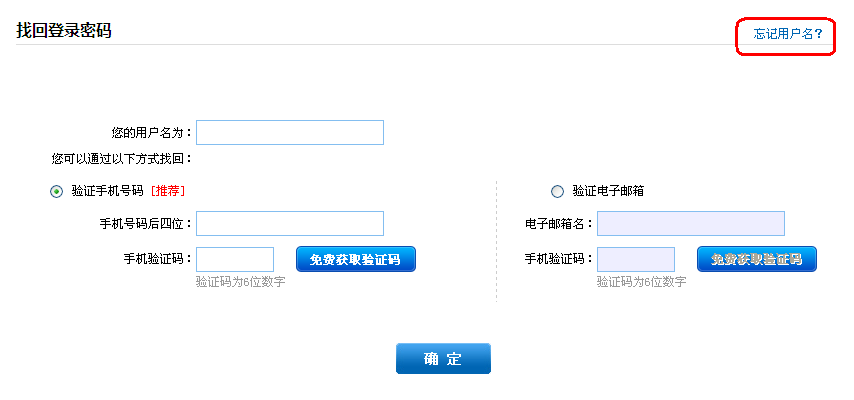 找回登录密码
忘记用户名?
您的用户名为：
您可以通过以下方式找回：
验证手机号码 [推荐]
手机号码后四位：
手机验证码：
免费获取验证码
验证码为6位数字
验证电子邮箱
电子邮箱名：
手机验证码：
免费获取验证码
验证码为6位数字
确 定